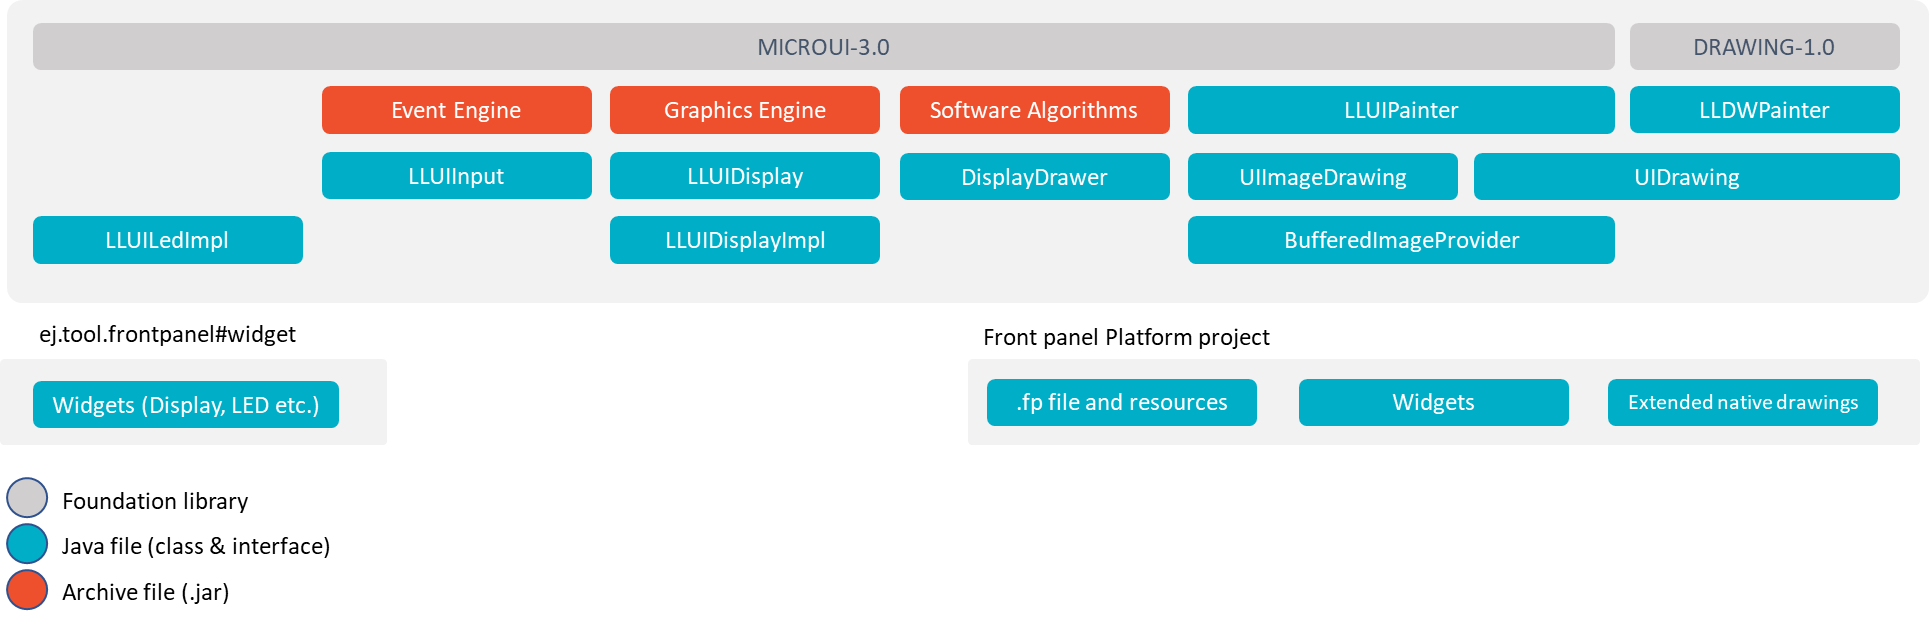 MICROUI-3.0
DRAWING-1.0
Event Engine
Graphics Engine
Software Algorithms
LLUIPainter
LLDWPainter
LLUIInput
LLUIDisplay
DisplayDrawer
UIImageDrawing
UIDrawing
LLUILedImpl
LLUIDisplayImpl
BufferedImageProvider
ej.tool.frontpanel#widget
Front panel Platform project
Widgets (Display, LED etc.)
.fp file and resources
Widgets
Extended native drawings
Foundation library
Java file (class & interface)
Archive file (.jar)